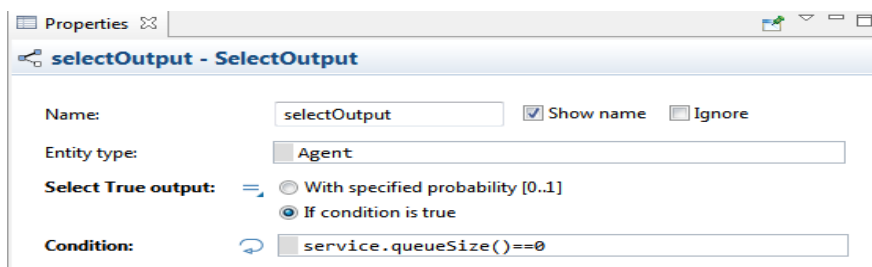 Properties
selectOutput - SelectOutput
Name: selectOutput Show name Ignore
Entity type: Agent
Select True output: With specified probability [0..1]
If condition is true
Condition: service.queueSize()==0